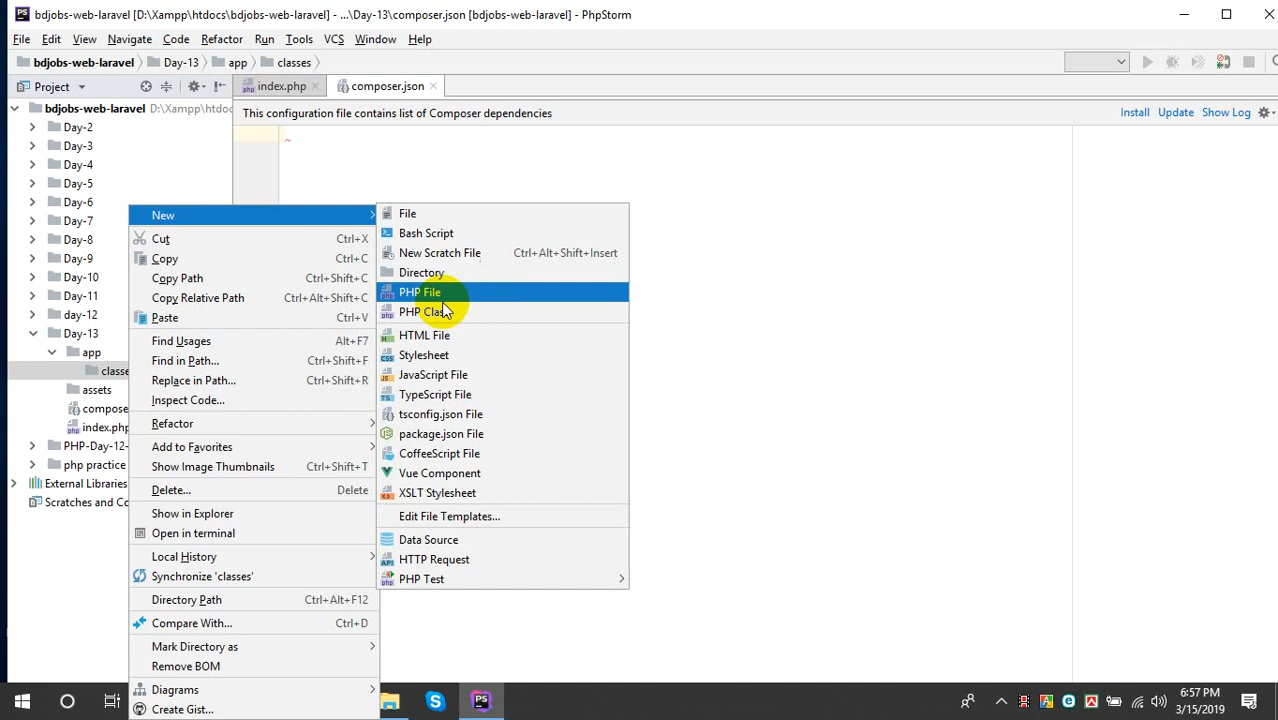 bdjobs-web-laravel [D:\Xampp\htdocs\bdjobs-web-laravel] - ...\Day-13\composer.json [bdjobs-web-laravel] - PhpStorm
File Edit View Navigate Code Refactor Run Tools VCS Window Help
bdjobs-web-laravel Day-13 app classes
Project index.php composer.json
bdjobs-web-laravel D:\Xampp\htdocs
This configuration file contains list of Composer dependencies Install Update Show Log
Day-2
Day-3
Day-4
Day-5
Day-6
Day-7
Day-8
Day-9
Day-10
Day-11
day-12
Day-13
app
classe
assets
compose
index.php
PHP-Day-12-
php practice
External Libraries
Scratches and Co
New
Cut Ctrl+X
Copy Ctrl+C
Copy Path Ctrl+Shift+C
Copy Relative Path Ctrl+Alt+Shift+C
Paste Ctrl+V
Find Usages Alt+F7
Find in Path...
Replace in Path...
Inspect Code...
Refactor
Add to Favorites
Show Image Thumbnails Ctrl+Shift+T
Delete... Delete
Show in Explorer
Open in terminal
Local History
Synchronize 'classes'
Directory Path Ctrl+Alt+F12
Compare With... Ctrl+D
Mark Directory as
Remove BOM
Diagrams
Create Gist...
File
Bash Script
New Scratch File Ctrl+Alt+Shift+Insert
Directory
PHP File
PHP Clas
HTML File
Stylesheet
JavaScript File
TypeScript File
tsconfig.json File
package.json File
CoffeeScript File
Vue Component
XSLT Stylesheet
Edit File Templates...
Data Source
HTTP Request
PHP Test
6:57 PM
3/15/2019